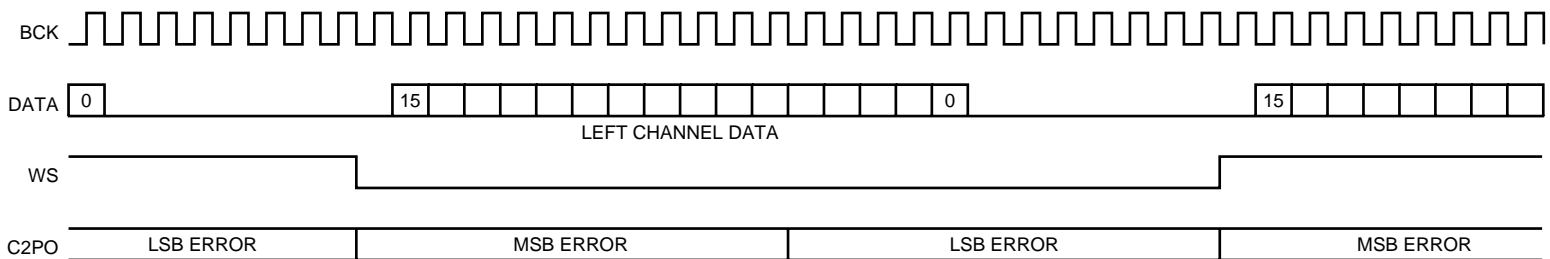 BCK
DATA 0 15 0 15
LEFT CHANNEL DATA
WS
C2PO LSB ERROR MSB ERROR LSB ERROR MSB ERROR